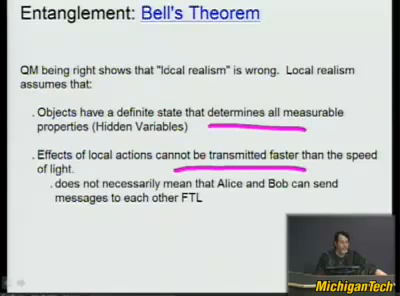 Entanglement: Bell's Theorem
QM being right shows that "local realism" is wrong. Local realism
assumes that:
. Objects have a definite state that determines all measurable
properties (Hidden Variables)
. Effects of local actions cannot be transmitted faster than the speed
of light.
. does not necessarily mean that Alice and Bob can send
messages to each other FTL
MichiganTech